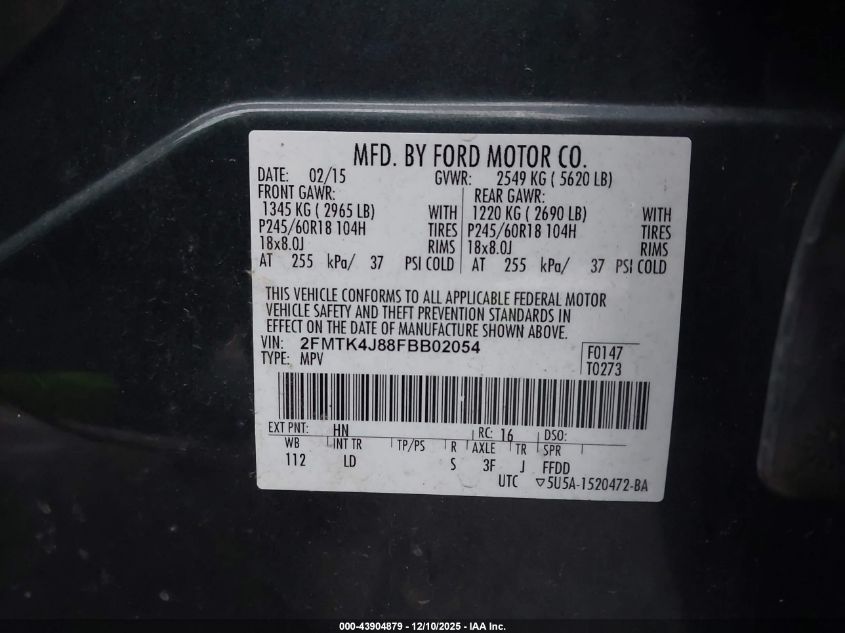 MFD. BY FORD MOTOR CO.
DATE: 02/15 GVWR: 2549 KG ( 5620 LB)
FRONT GAWR: REAR GAWR:
1345 KG ( 2965 LB) WITH 1220 KG ( 2690 LB) WITH
P245/60R18 104H TIRES P245/60R18 104H TIRES
18x8.0J RIMS 18x8.0J RIMS
AT 255 kPa/ 37 PSI COLD AT 255 kPa/ 37 PSI COLD
THIS VEHICLE CONFORMS TO ALL APPLICABLE FEDERAL MOTOR
VEHICLE SAFETY AND THEFT PREVENTION STANDARDS IN
EFFECT ON THE DATE OF MANUFACTURE SHOWN ABOVE.
VIN: 2FMTK4J88FBB02054 F0147
TYPE: MPV T0273
EXT PNT: HN RC: 16 DSO:
WB INT TR TP/PS R AXLE TR SPR
112 LD S 3F J FFDD
UTC ▽5U5A-1520472-BA
000-43904879 - 12/10/2025 - IAA Inc.